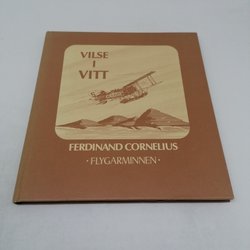 VILSE
I
VITT
FERDINAND CORNELIUS
· FLYGARMINNEN ·